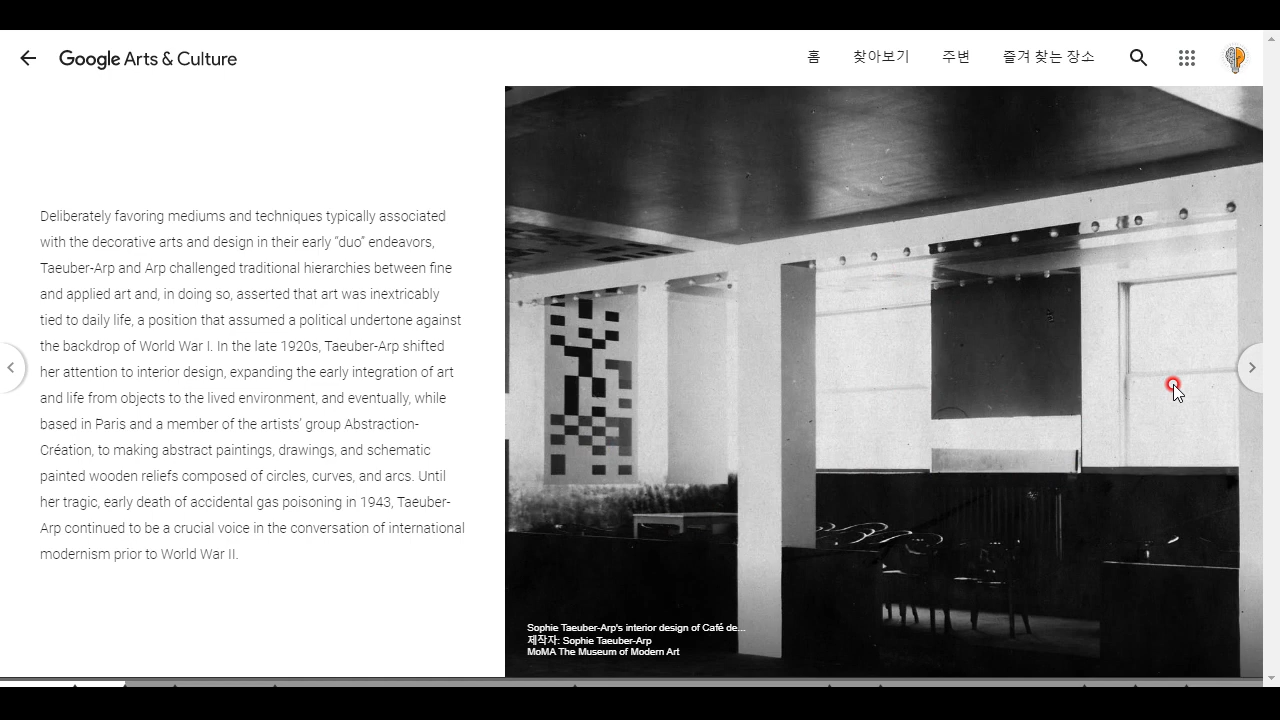 Google Arts & Culture
홈 찾아보기 주변 즐겨 찾는 장소
Deliberately favoring mediums and techniques typically associated
with the decorative arts and design in their early “duo” endeavors,
Taeuber-Arp and Arp challenged traditional hierarchies between fine
and applied art and, in doing so, asserted that art was inextricably
tied to daily life, a position that assumed a political undertone against
the backdrop of World War I. In the late 1920s, Taeuber-Arp shifted
her attention to interior design, expanding the early integration of art
and life from objects to the lived environment, and eventually, while
based in Paris and a member of the artists’ group Abstraction-
Création, to making abstract paintings, drawings, and schematic
painted wooden reliefs composed of circles, curves, and arcs. Until
her tragic, early death of accidental gas poisoning in 1943, Taeuber-
Arp continued to be a crucial voice in the conversation of international
modernism prior to World War II.
Sophie Taeuber-Arp's interior design of Café de...
제작자: Sophie Taeuber-Arp
MoMA The Museum of Modern Art